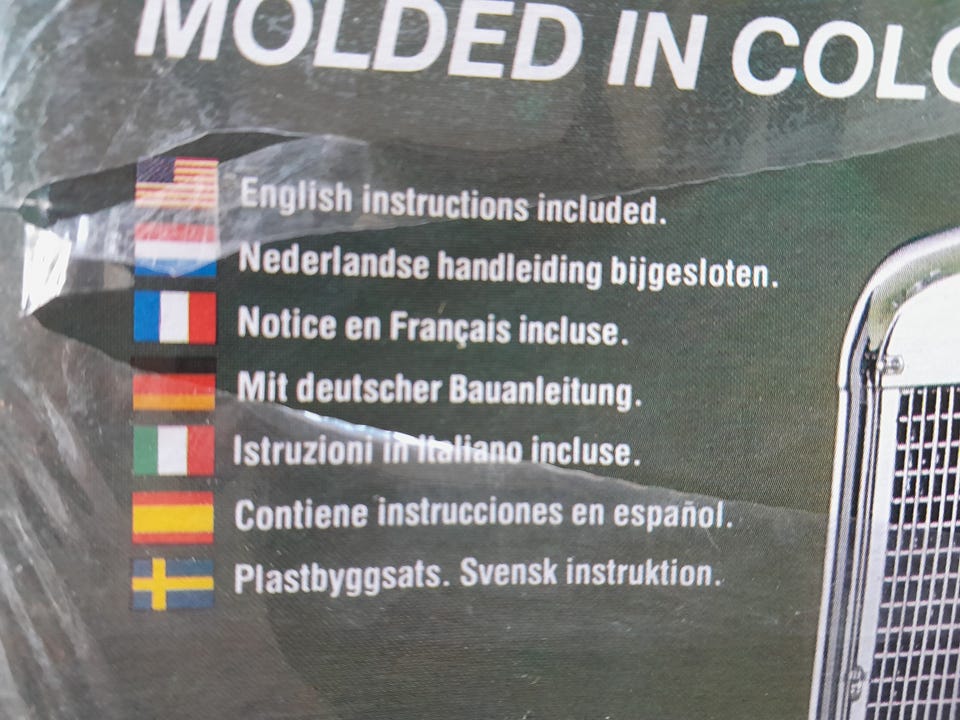 MOLDED IN COLO
English instructions included.
Nederlandse handleiding bijgesloten.
Notice en Français incluse.
Mit deutscher Bauanleitung.
Istruzioni in Italiano incluse.
Contiene instrucciones en español.
Plastbyggsats. Svensk instruktion.